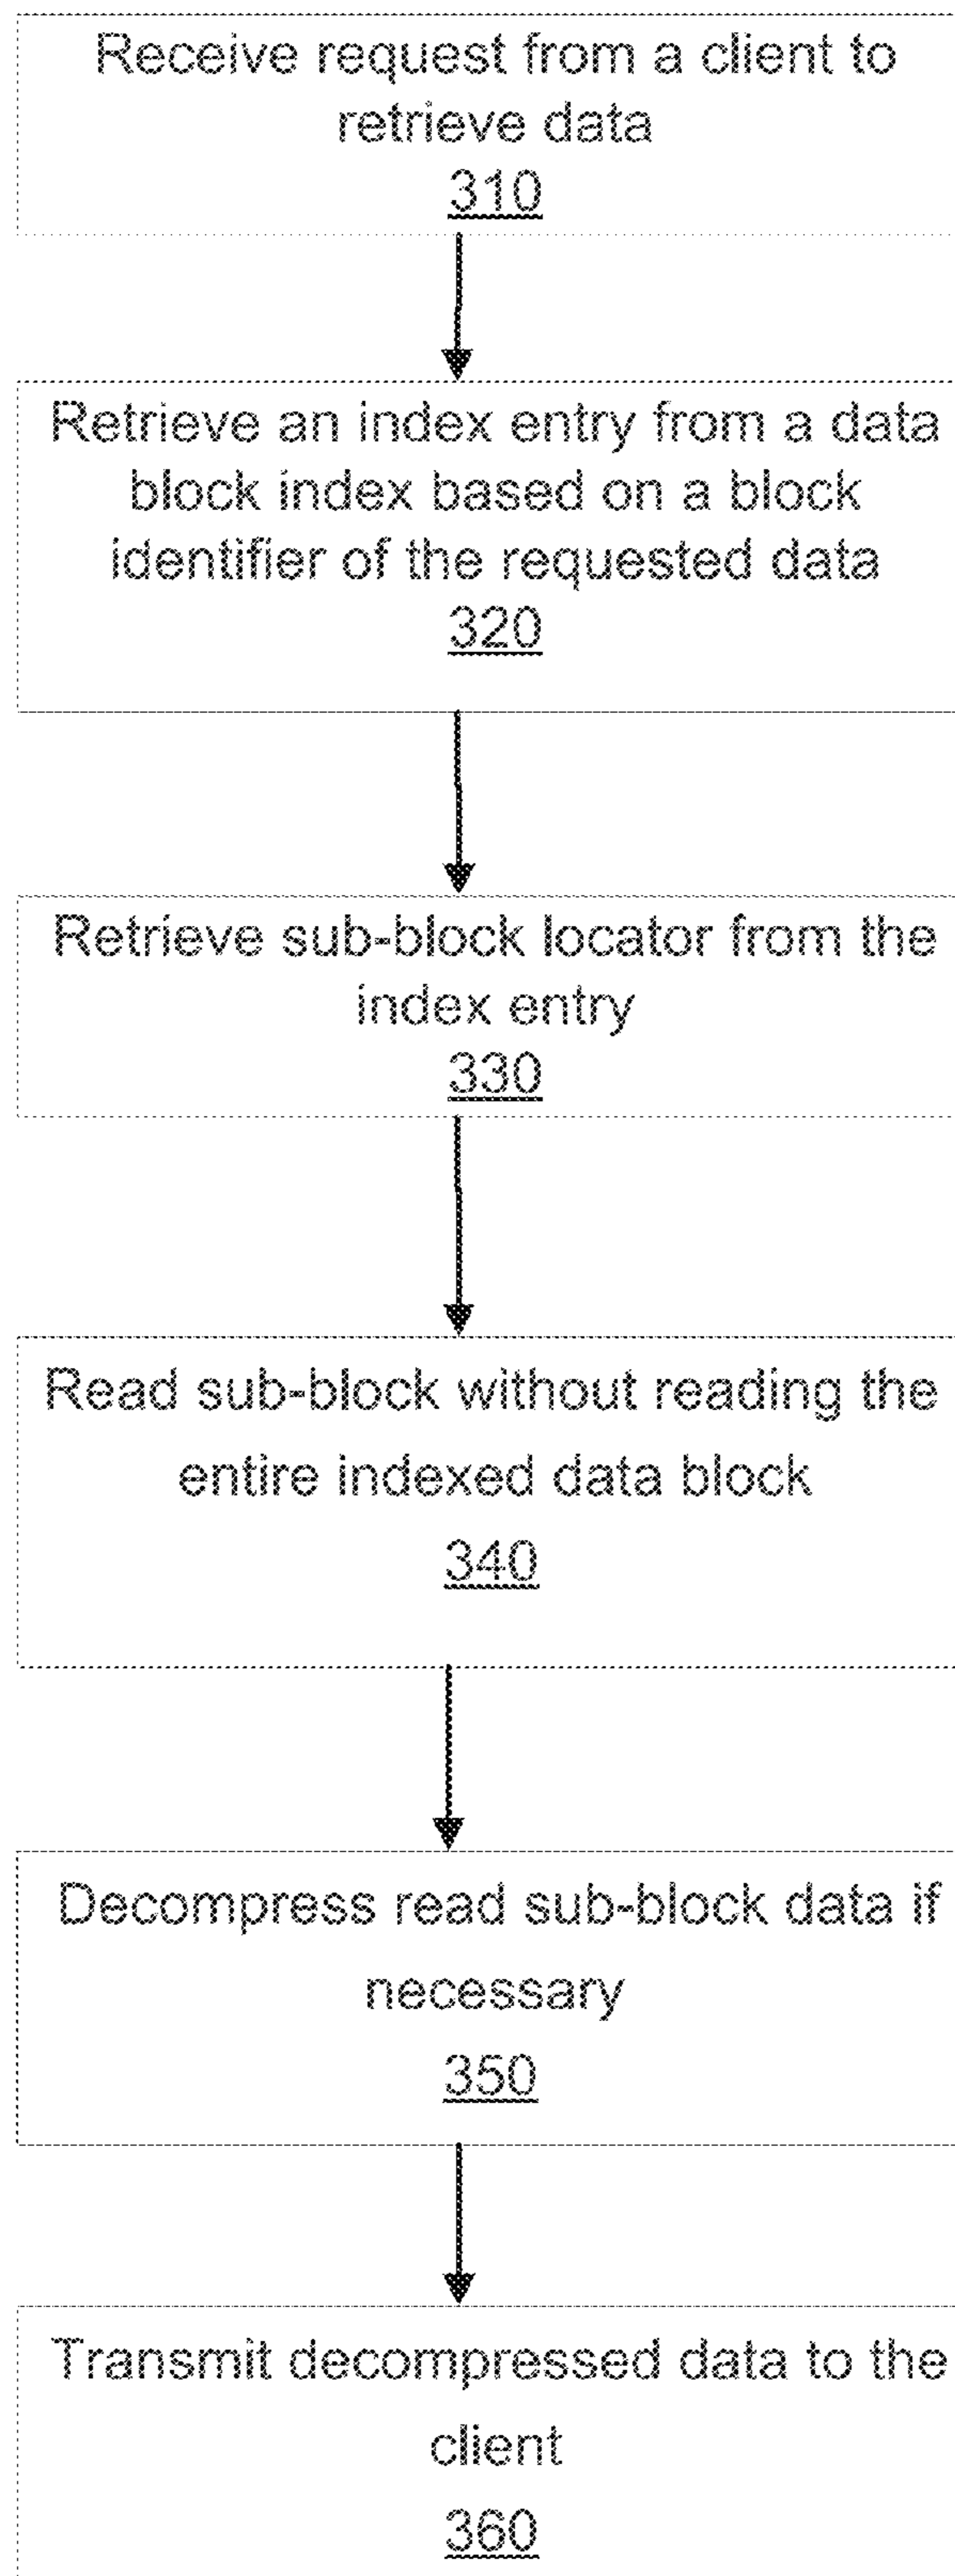 Receive request from a client to
retrieve data
310
Retrieve an index entry from a data
block index based on a block
identifier of the requested data
320
Retrieve sub-block locator from the
index entry
330
Read sub-block without reading the
entire indexed data block
340
Decompress read sub-block data if
necessary
350
Transmit decompressed data to the
client
360